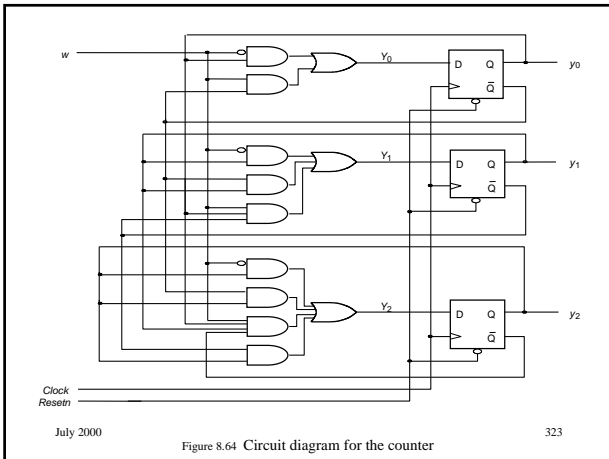 w
Y0
D Q
Q
y0
Y1
D Q
Q
y1
Y2
D Q
Q
y2
Clock
Resetn
July 2000
Figure 8.64 Circuit diagram for the counter
323